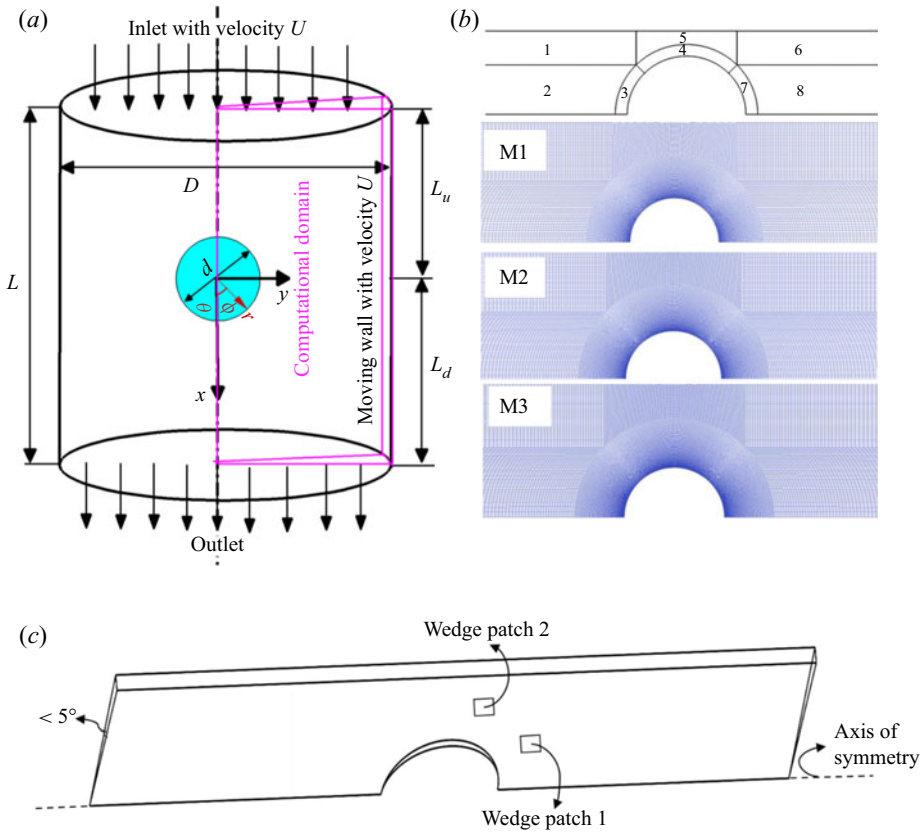 (a)
Inlet with velocity U
L
D
d
θ
ϕ
r
y
x
Computational domain
Moving wall with velocity U
L_u
L_d
Outlet
(b)
1
5
4
6
2
3
7
8
M1
M2
M3
(c)
Wedge patch 2
< 5°
Axis of
symmetry
Wedge patch 1